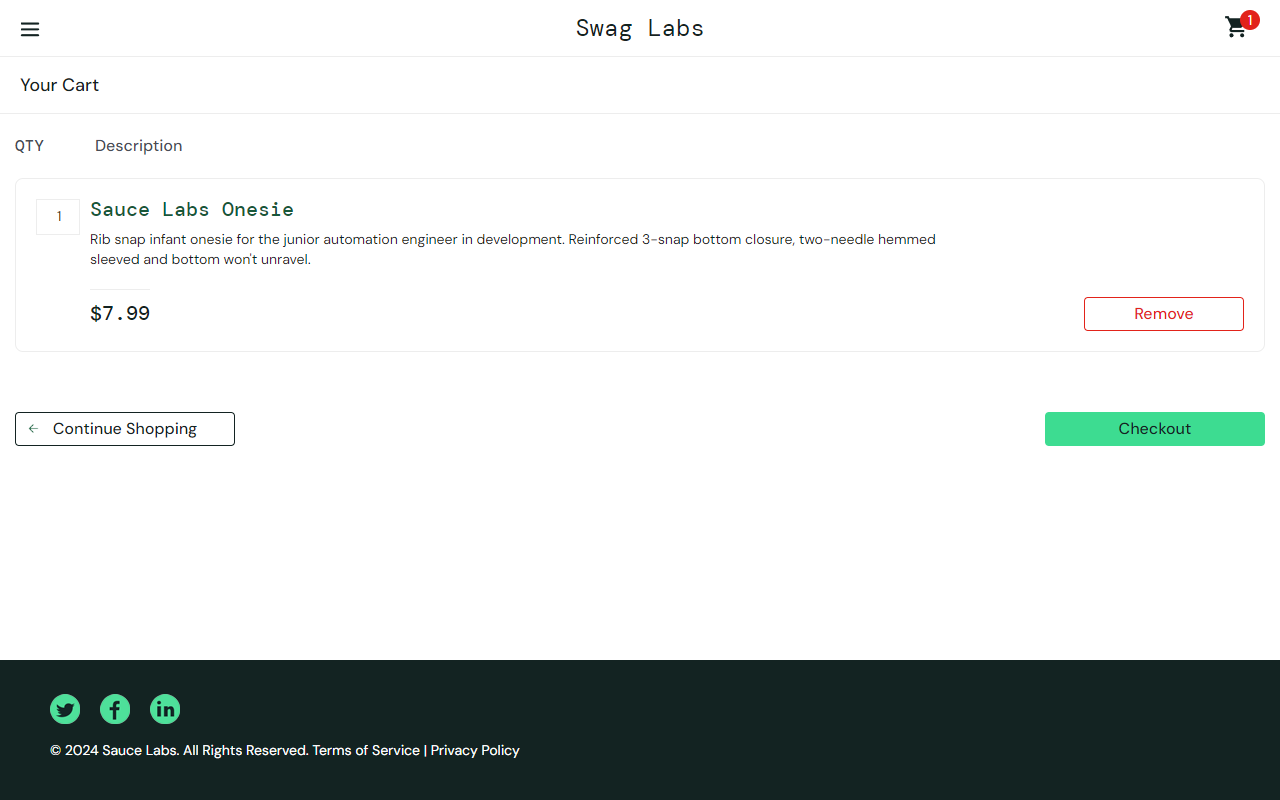 Swag Labs
1
Your Cart
QTY Description
1
Sauce Labs Onesie
Rib snap infant onesie for the junior automation engineer in development. Reinforced 3-snap bottom closure, two-needle hemmed
sleeved and bottom won't unravel.
$7.99
Remove
Continue Shopping
Checkout
© 2024 Sauce Labs. All Rights Reserved. Terms of Service | Privacy Policy